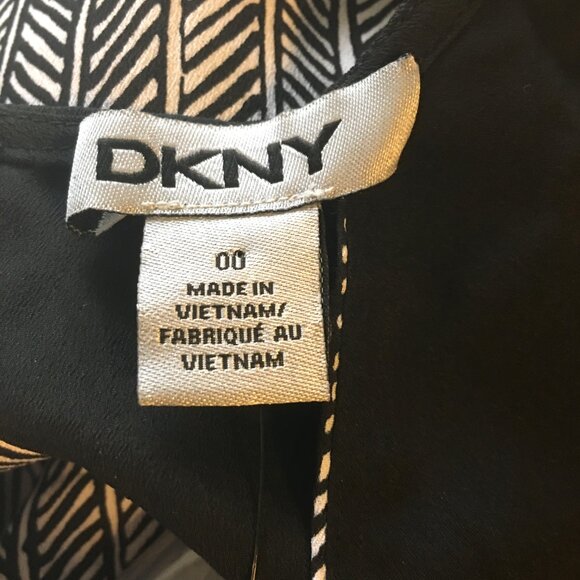 DKNY
00
MADE IN
VIETNAM/
FABRIQUÉ AU
VIETNAM